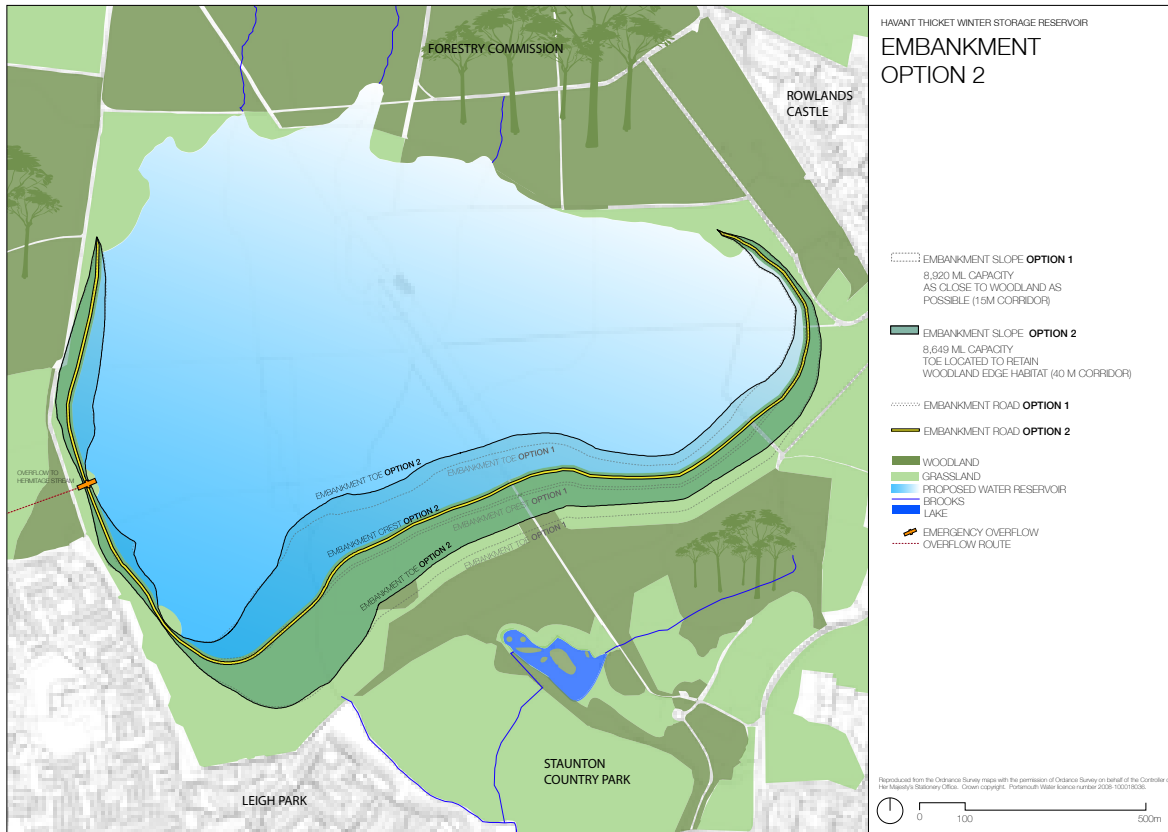 FORESTRY COMMISSION
ROWLANDS
CASTLE
OVERFLOW TO
HERMITAGE STREAM
EMBANKMENT TOE OPTION 2
EMBANKMENT TOE OPTION 1
EMBANKMENT CREST OPTION 2
EMBANKMENT CREST OPTION 1
EMBANKMENT TOE OPTION 2
EMBANKMENT TOE OPTION 1
STAUNTON
COUNTRY PARK
LEIGH PARK
HAVANT THICKET WINTER STORAGE RESERVOIR
EMBANKMENT
OPTION 2
EMBANKMENT SLOPE OPTION 1
8,920 ML CAPACITY
AS CLOSE TO WOODLAND AS
POSSIBLE (15M CORRIDOR)
EMBANKMENT SLOPE OPTION 2
8,649 ML CAPACITY
TOE LOCATED TO RETAIN
WOODLAND EDGE HABITAT (40 M CORRIDOR)
EMBANKMENT ROAD OPTION 1
EMBANKMENT ROAD OPTION 2
WOODLAND
GRASSLAND
PROPOSED WATER RESERVOIR
BROOKS
LAKE
EMERGENCY OVERFLOW
OVERFLOW ROUTE
Reproduced from the Ordnance Survey maps with the permission of Ordance Survey on behalf of the Controller o
Her Majesty's Stationery Office. Crown copyright. Portsmouth Water licence number 2008-100018036.
0 100 500m